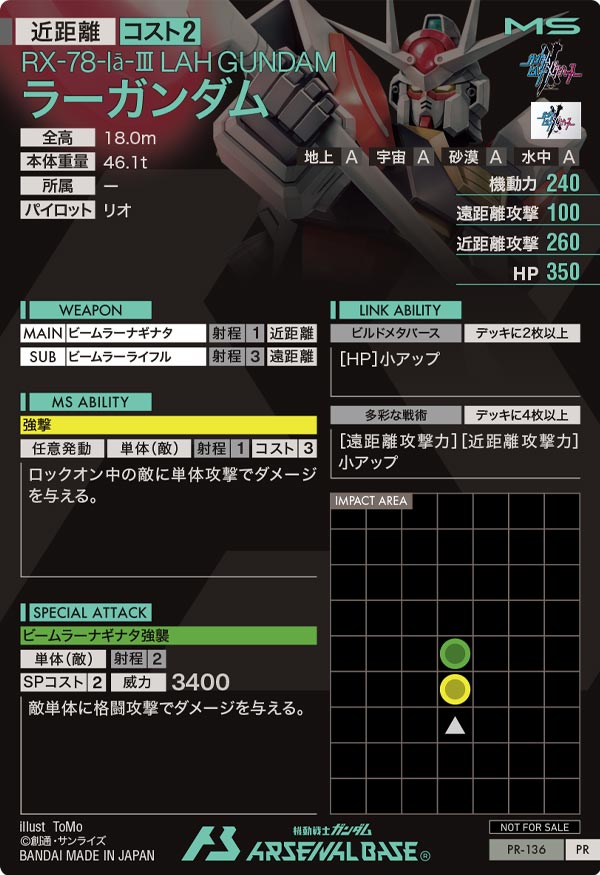 近距離 コスト2
MS
RX-78-lā-Ⅲ LAH GUNDAM
ラーガンダム
全高 18.0m
本体重量 46.1t
所属 ー
パイロット リオ
地上 A 宇宙 A 砂漠 A 水中 A
機動力 240
遠距離攻撃 100
近距離攻撃 260
HP 350
WEAPON
MAIN ビームラーナギナタ 射程 1 近距離
SUB ビームラーライフル 射程 3 遠距離
MS ABILITY
強撃
任意発動 単体(敵) 射程 1 コスト 3
ロックオン中の敵に単体攻撃でダメージ
を与える。
SPECIAL ATTACK
ビームラーナギナタ強襲
単体(敵) 射程 2
SPコスト 2 威力 3400
敵単体に格闘攻撃でダメージを与える。
LINK ABILITY
ビルドメタバース デッキに2枚以上
[HP]小アップ
多彩な戦術 デッキに4枚以上
[遠距離攻撃力][近距離攻撃力]
小アップ
IMPACT AREA
illust ToMo
©創通・サンライズ
BANDAI MADE IN JAPAN
機動戦士ガンダム
ARSENAL BASE®
NOT FOR SALE
PR-136 PR